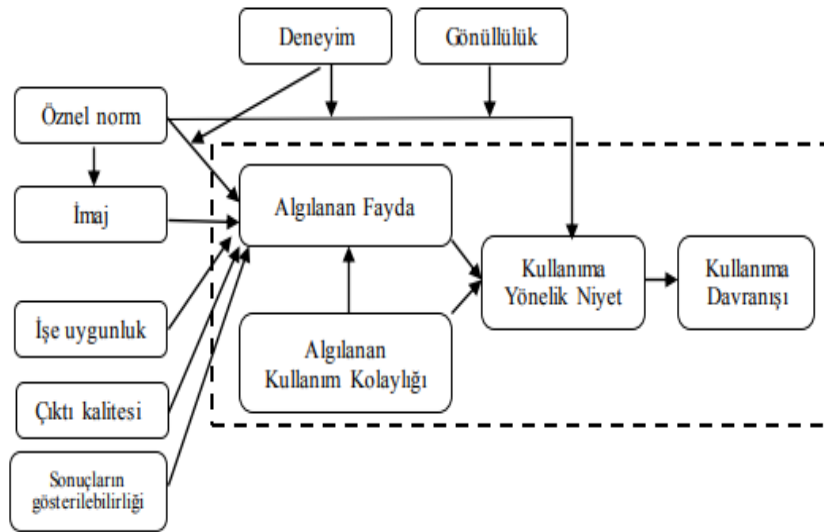 Deneyim
Gönüllülük
Öznel norm
İmaj
Algılanan Fayda
Kullanıma
Yönelik Niyet
Kullanıma
Davranışı
İşe uygunluk
Algılanan
Kullanım Kolaylığı
Çıktı kalitesi
Sonuçların
gösterilebilirliği